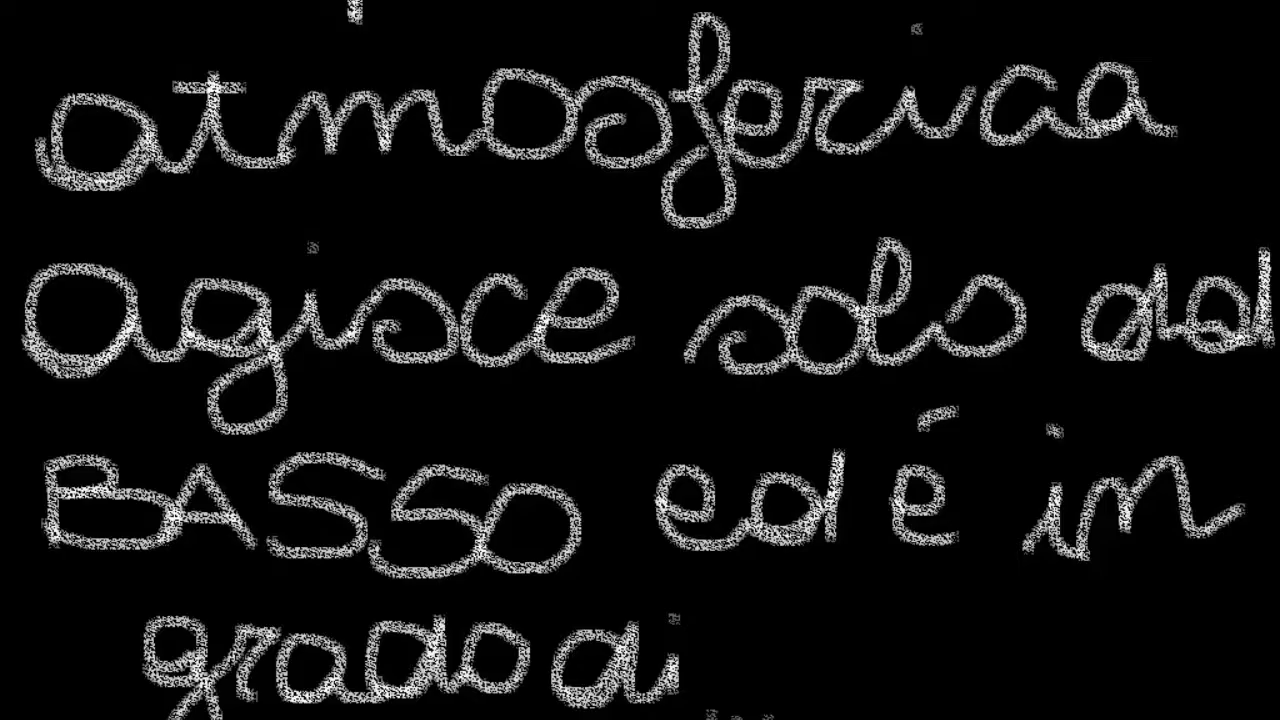 atmosferica
agisce solo dal
BASSO ed é in
grado di